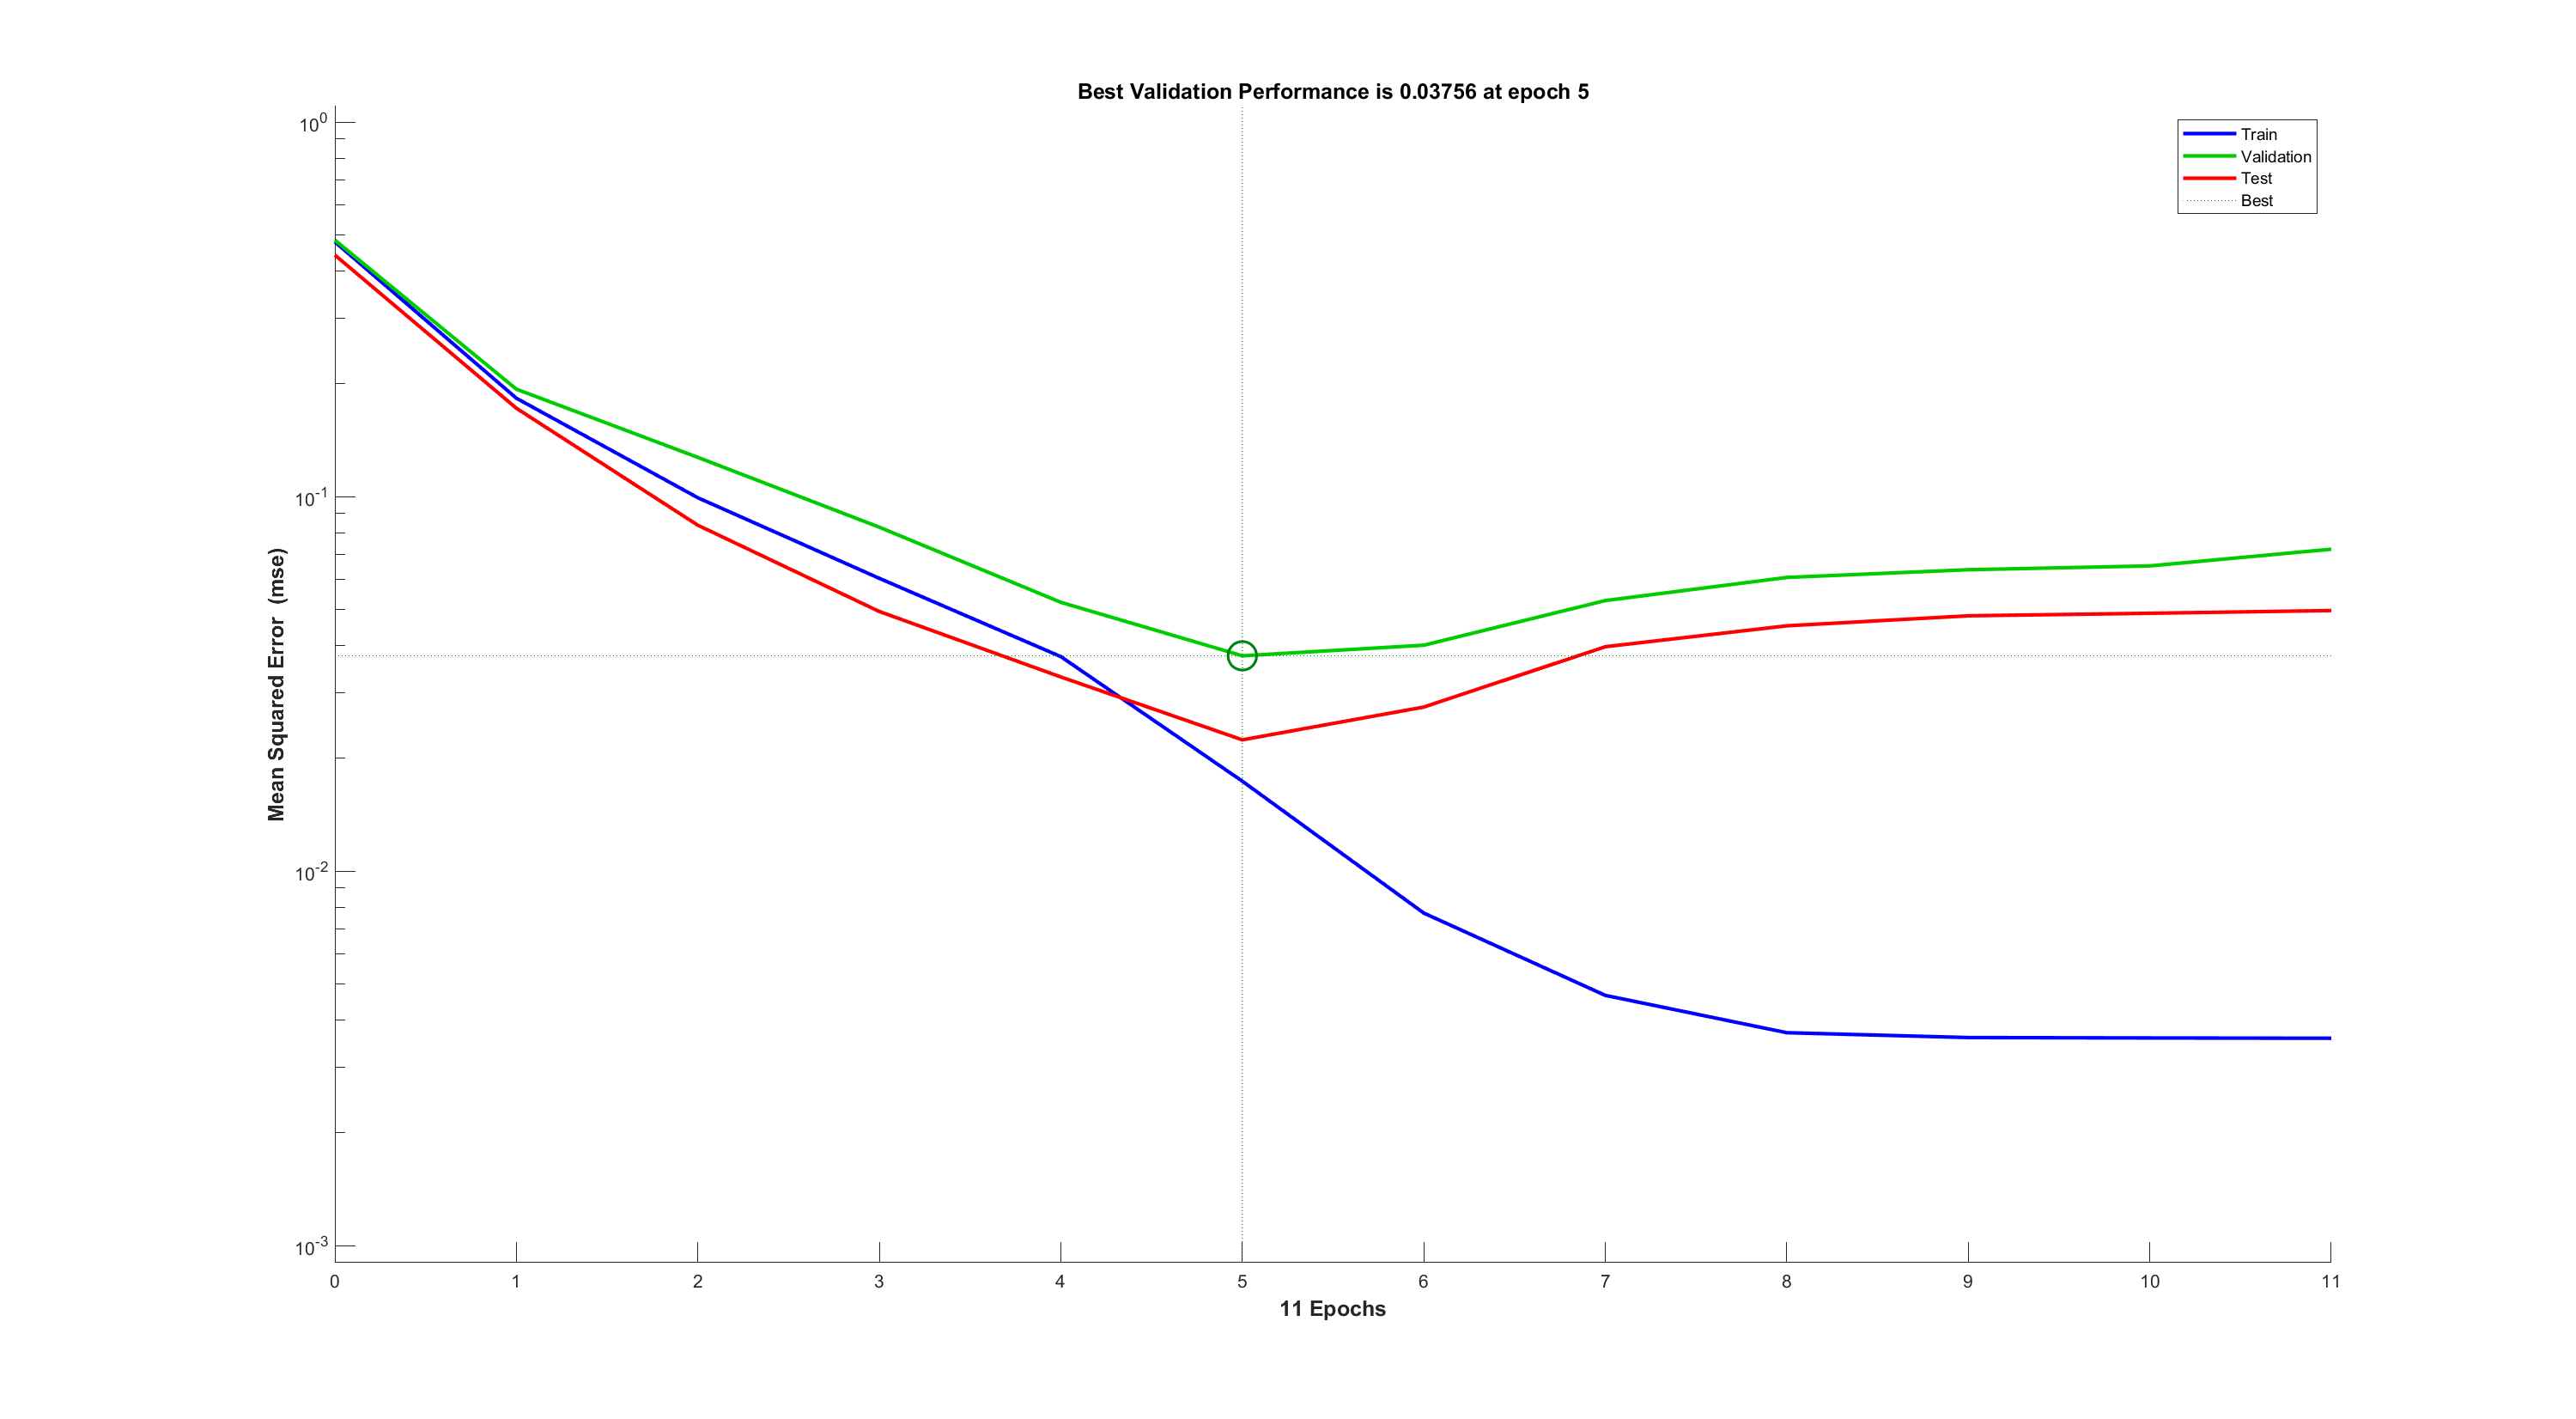 Best Validation Performance is 0.03756 at epoch 5
Train
Validation
Test
Best
10^0
10^-1
10^-2
10^-3
Mean Squared Error (mse)
0 1 2 3 4 5 6 7 8 9 10 11
11 Epochs